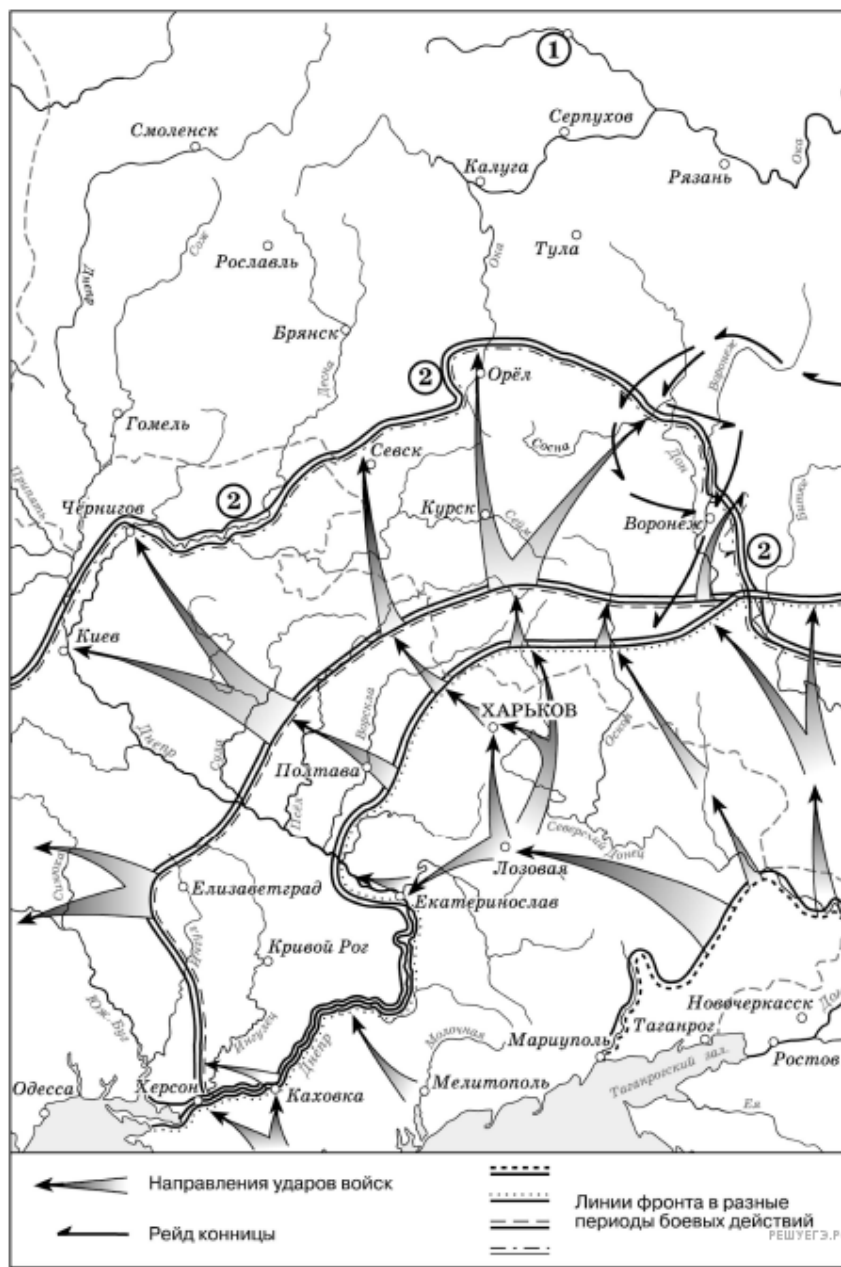 1
Смоленск
Серпухов
Калуга
Рязань
Ока
Сож
Рославль
Ока
Тула
Днепр
Брянск
Десна
Воронеж
2
Орёл
Гомель
Сосна
Дон
Севск
Припять
2
Курск
Сейм
Чернигов
Воронеж
Битюг
2
Киев
Ворскла
ХАРЬКОВ
Оскол
Днепр
Сула
Полтава
Псёл
Северский Донец
Лозовая
Синюха
Елизаветград
Екатеринослав
Ингул
Кривой Рог
Юж. Буг
Ингулец
Днепр
Молочная
Новочеркасск
Дон
Мариуполь
Таганрог
Ростов
Одесса
Херсон
Каховка
Мелитополь
Таганрогский зал.
Ея
Направления ударов войск
Рейд конницы
Линии фронта в разные
периоды боевых действий
РЕШУЕГЭ.Р